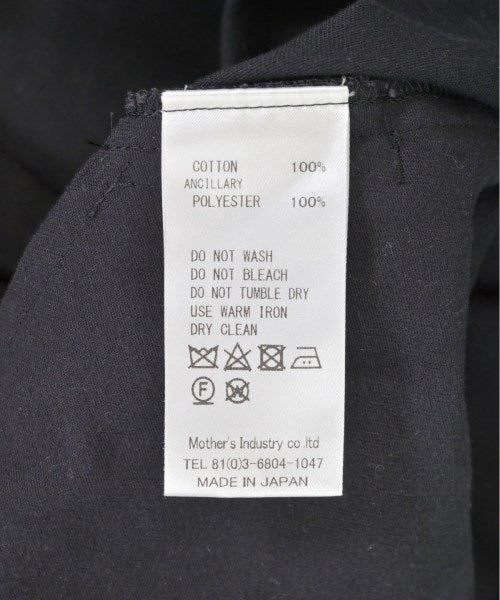 COTTON 100%
ANCILLARY
POLYESTER 100%
DO NOT WASH
DO NOT BLEACH
DO NOT TUMBLE DRY
USE WARM IRON
DRY CLEAN
F W
Mother's Industry co.ltd
TEL 81(0)3-6804-1047
MADE IN JAPAN